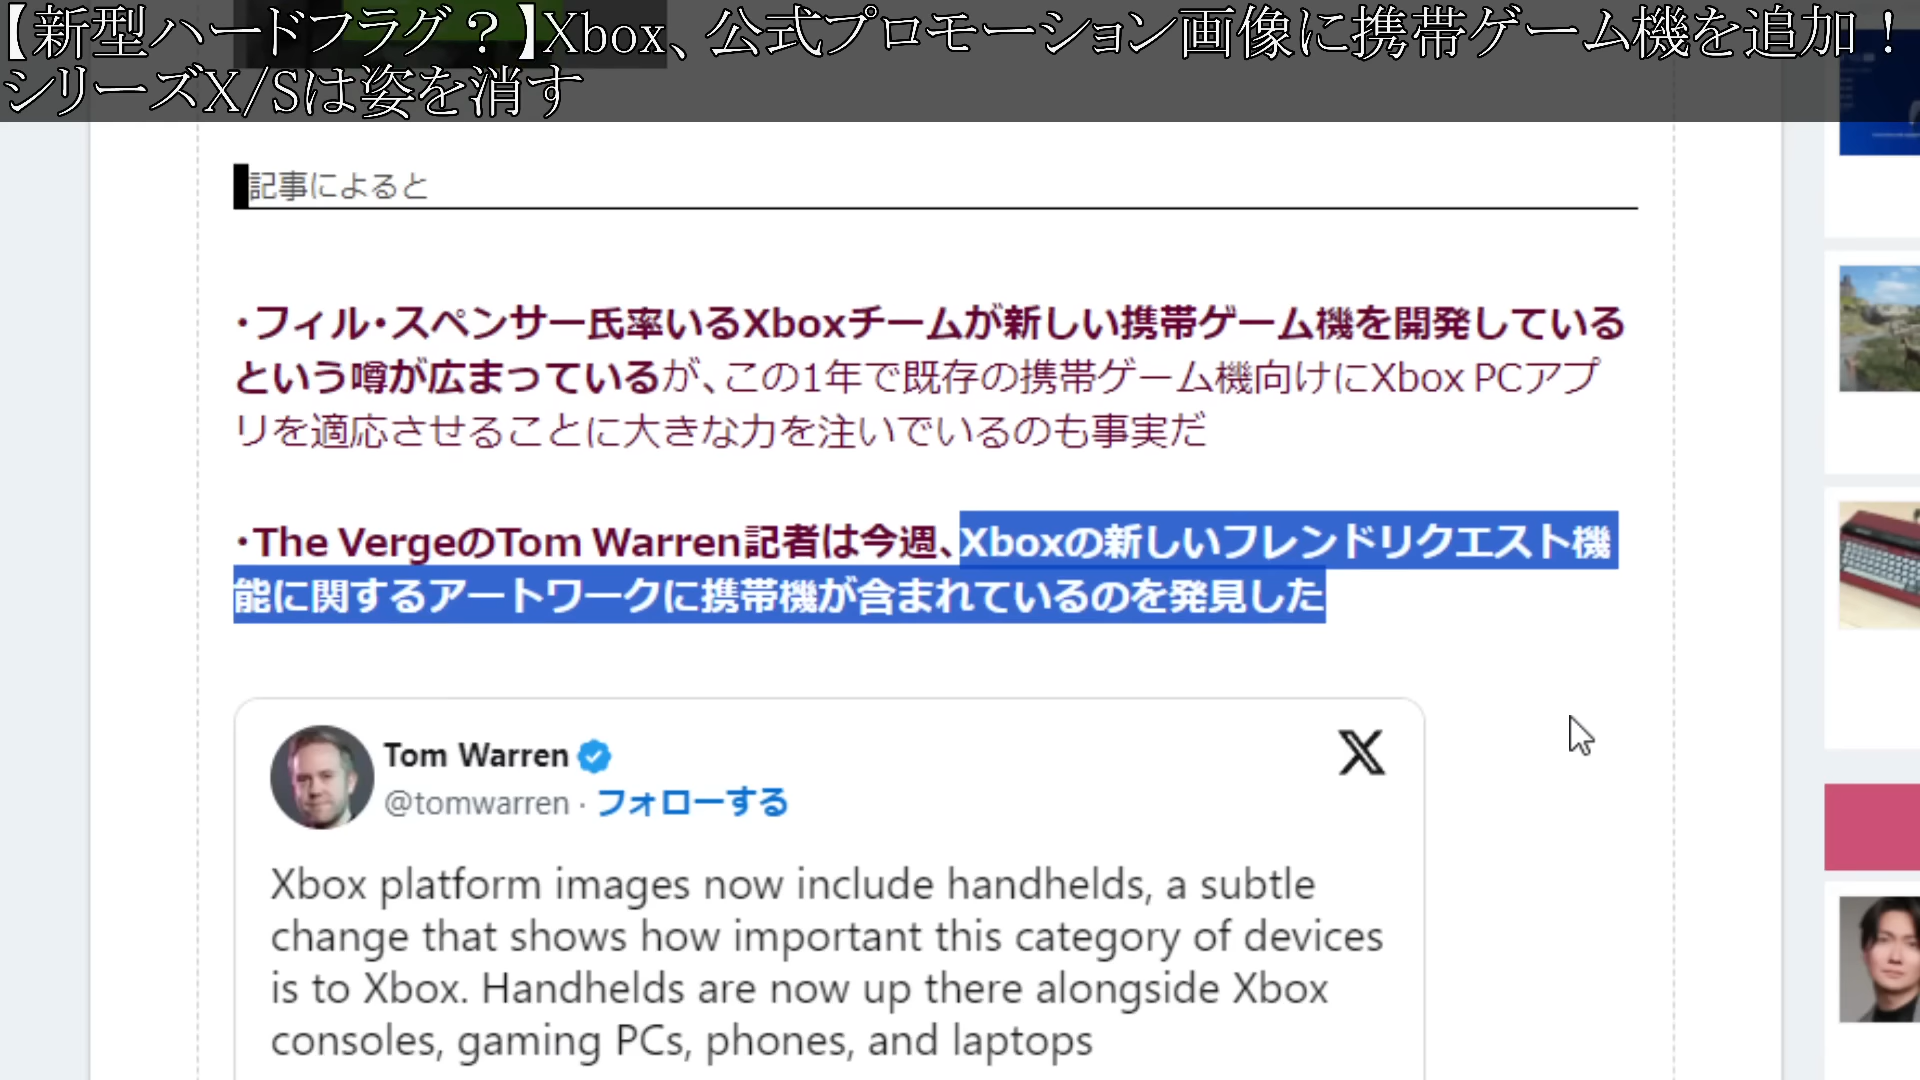 【新型ハードフラグ？】Xbox、公式プロモーション画像に携帯ゲーム機を追加！
シリーズX/Sは姿を消す
記事によると
・フィル・スペンサー氏率いるXboxチームが新しい携帯ゲーム機を開発している
という噂が広まっているが、この1年で既存の携帯ゲーム機向けにXbox PCアプ
リを適応させることに大きな力を注いでいるのも事実だ
・The VergeのTom Warren記者は今週、Xboxの新しいフレンドリクエスト機
能に関するアートワークに携帯機が含まれているのを発見した
Tom Warren
@tomwarren · フォローする
Xbox platform images now include handhelds, a subtle
change that shows how important this category of devices
is to Xbox. Handhelds are now up there alongside Xbox
consoles, gaming PCs, phones, and laptops